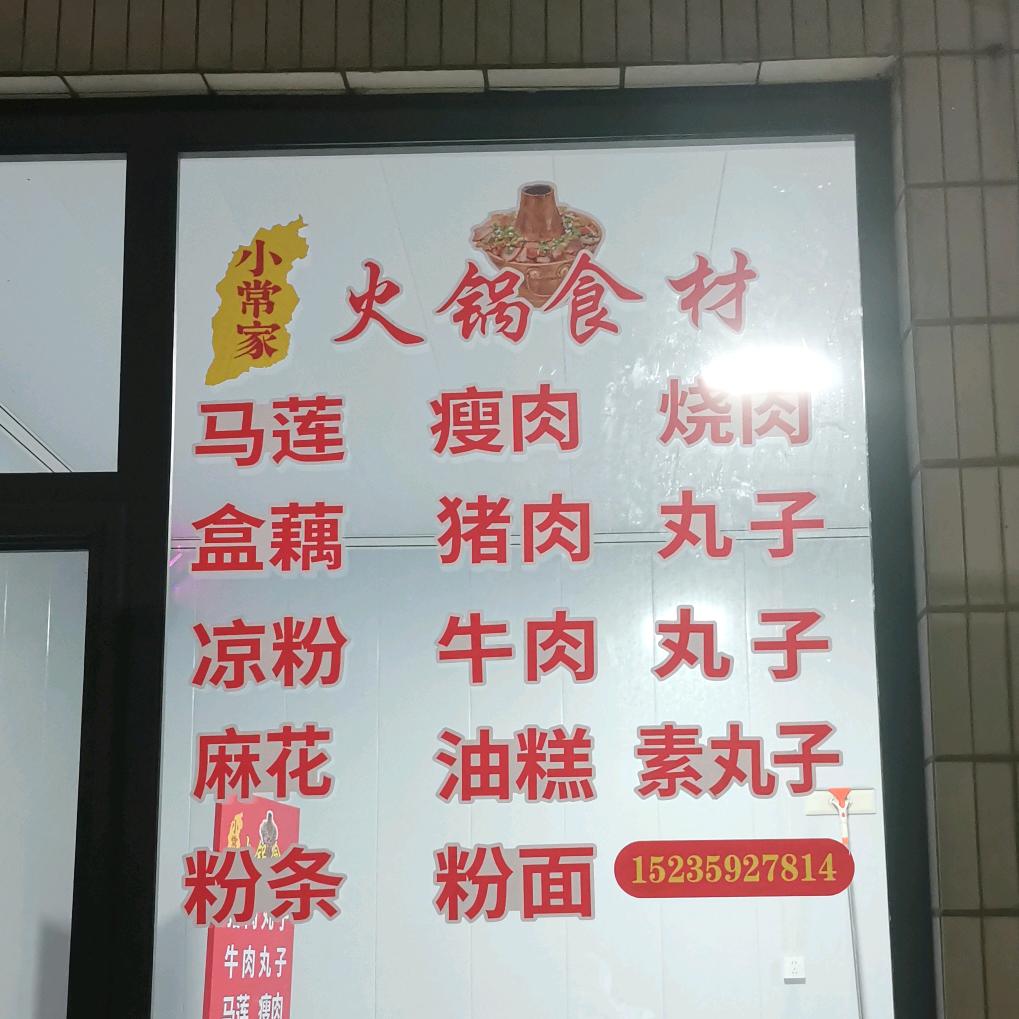 小常家
火锅食材
马莲 瘦肉 烧肉
盒藕 猪肉 丸子
凉粉 牛肉 丸子
麻花 油糕 素丸子
粉条 粉面 15235927814
牛肉丸子
马莲 瘦肉